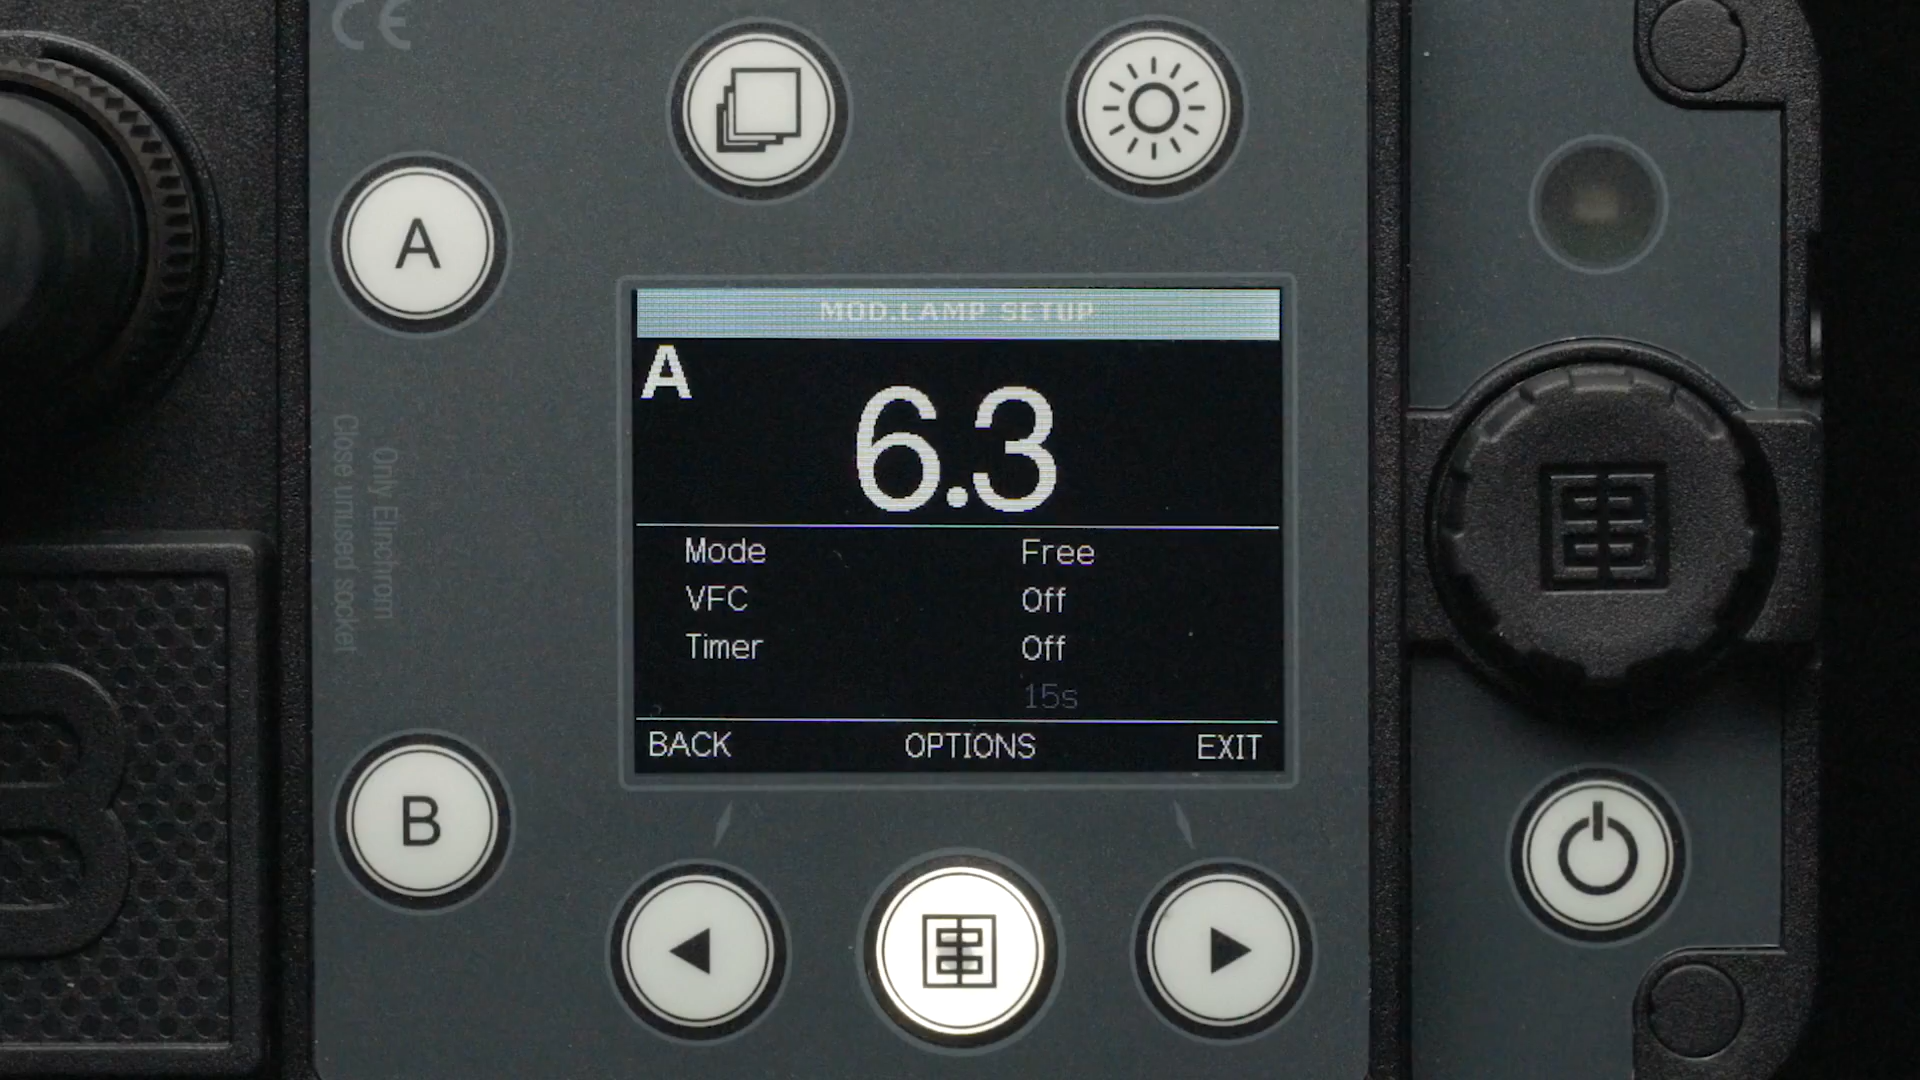 CE
A
MOD.LAMP SETUP
A
6.3
Mode Free
VFC Off
Timer Off
15s
BACK OPTIONS EXIT
Only Elinchrom
Close unused socket
B
B